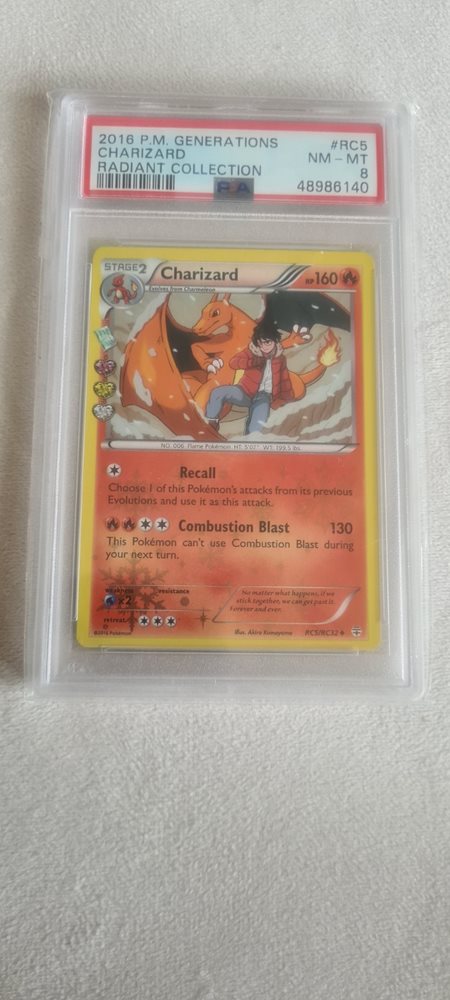 2016 P.M. GENERATIONS #RC5
CHARIZARD NM - MT
RADIANT COLLECTION 8
PSA 48986140
STAGE2
Charizard HP160
Evolves from Charmeleon
NO. 006 Flame Pokémon HT: 5'07" WT: 199.5 lbs.
Recall
Choose 1 of this Pokémon's attacks from its previous
Evolutions and use it as this attack.
Combustion Blast 130
This Pokémon can't use Combustion Blast during
your next turn.
weakness resistance
×2
retreat
No matter what happens, if we
stick together, we can get past it.
Forever and ever.
©2016 Pokémon Illus. Akira Komayama RC5/RC32